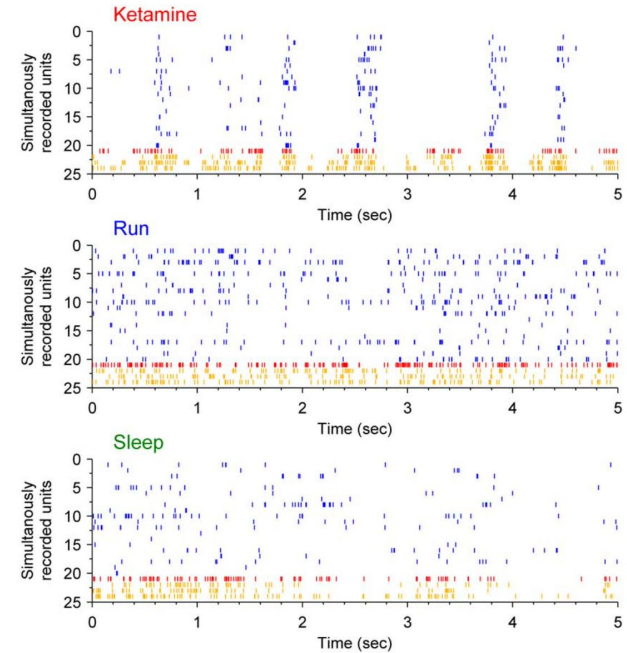 Ketamine
Simultanously
recorded units
0
5
10
15
20
25
0 1 2 3 4 5
Time (sec)
Run
Simultanously
recorded units
0
5
10
15
20
25
0 1 2 3 4 5
Time (sec)
Sleep
Simultanously
recorded units
0
5
10
15
20
25
0 1 2 3 4 5
Time (sec)